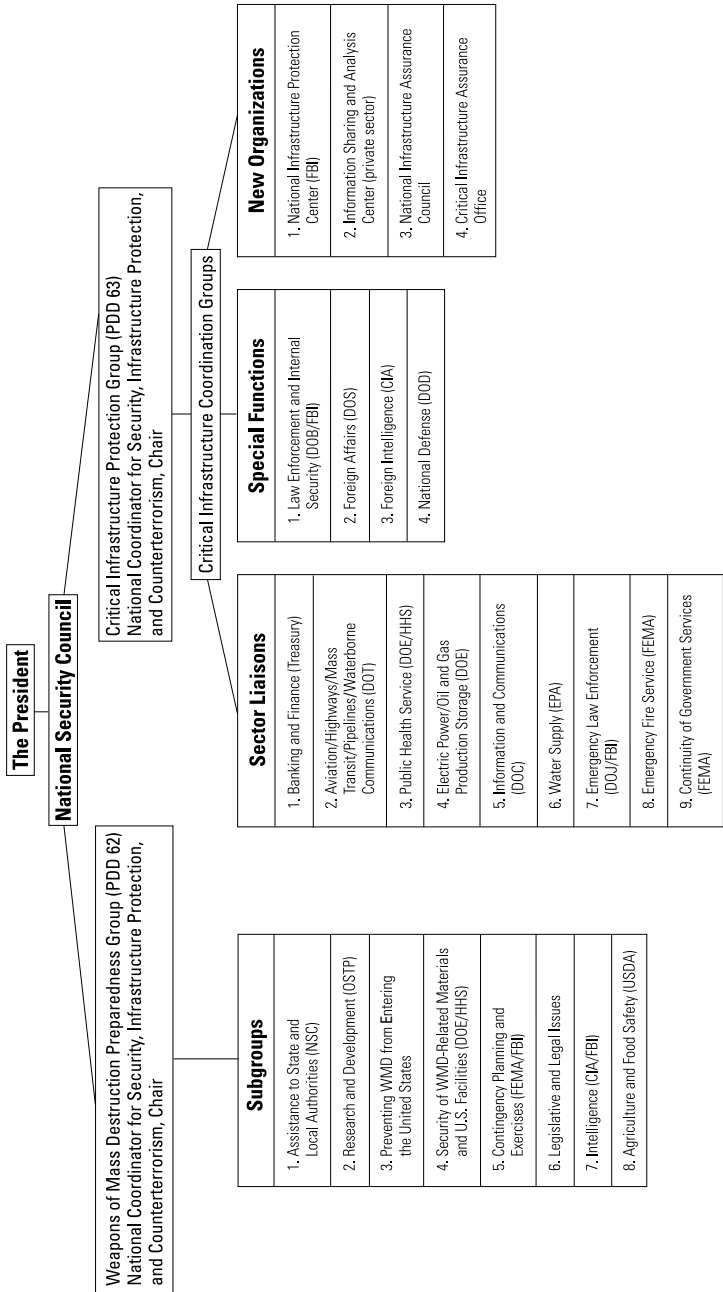 The President
National Security Council
Weapons of Mass Destruction Preparedness Group (PDD 62)
National Coordinator for Security, Infrastructure Protection,
and Counterterrorism, Chair
Critical Infrastructure Protection Group (PDD 63)
National Coordinator for Security, Infrastructure Protection,
and Counterterrorism, Chair
Critical Infrastructure Coordination Groups
Subgroups
1. Assistance to State and
Local Authorities (NSC)
2. Research and Development (OSTP)
3. Preventing WMD from Entering
the United States
4. Security of WMD-Related Materials
and U.S. Facilities (DOE/HHS)
5. Contingency Planning and
Exercises (FEMA/FBI)
6. Legislative and Legal Issues
7. Intelligence (CIA/FBI)
8. Agriculture and Food Safety (USDA)
Sector Liaisons
1. Banking and Finance (Treasury)
2. Aviation/Highways/Mass
Transit/Pipelines/Waterborne
Communications (DOT)
3. Public Health Service (DOE/HHS)
4. Electric Power/Oil and Gas
Production Storage (DOE)
5. Information and Communications
(DOC)
6. Water Supply (EPA)
7. Emergency Law Enforcement
(DOJ/FBI)
8. Emergency Fire Service (FEMA)
9. Continuity of Government Services
(FEMA)
Special Functions
1. Law Enforcement and Internal
Security (DOB/FBI)
2. Foreign Affairs (DOS)
3. Foreign Intelligence (CIA)
4. National Defense (DOD)
New Organizations
1. National Infrastructure Protection
Center (FBI)
2. Information Sharing and Analysis
Center (private sector)
3. National Infrastructure Assurance
Council
4. Critical Infrastructure Assurance
Office